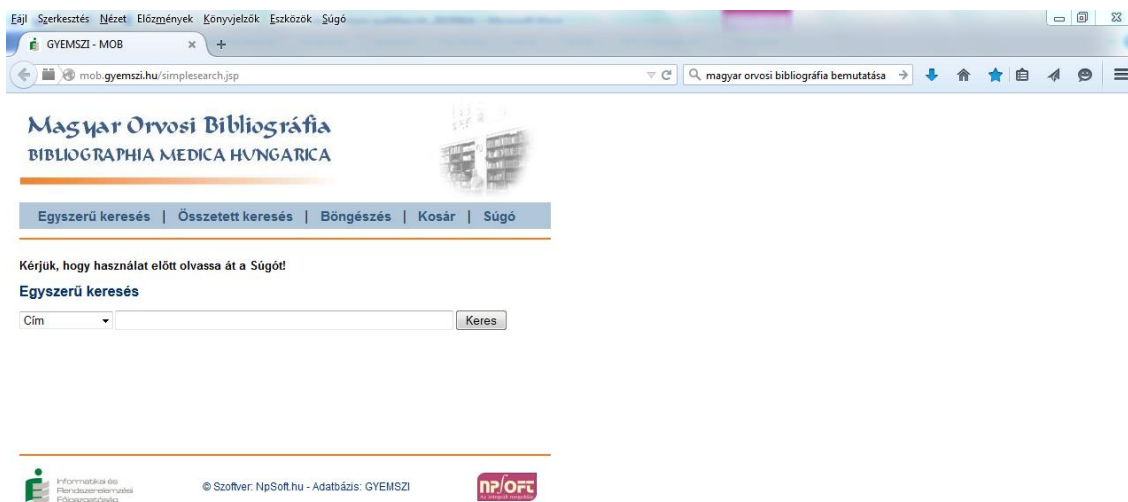 Fájl Szerkesztés Nézet Előzmények Könyvjelzők Eszközök Súgó
GYEMSZI - MOB
mob.gyemszi.hu/simplesearch.jsp
magyar orvosi bibliográfia bemutatása
Magyar Orvosi Bibliográfia
BIBLIOGRAPHIA MEDICA HUNGARICA
Egyszerű keresés | Összetett keresés | Böngészés | Kosár | Súgó
Kérjük, hogy használat előtt olvassa át a Súgót!
Egyszerű keresés
Cím Keres
Informatikai és
Rendszerelemzési
Főigazgatóság
© Szoftver: NpSoft.hu - Adatbázis: GYEMSZI
NP/OFT